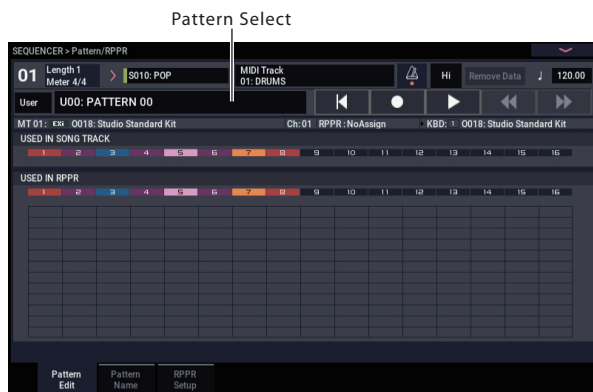 Pattern Select
SEQUENCER > Pattern/RPPR
01 Length 1 Meter 4/4 S010: POP MIDI Track 01: DRUMS Hi Remove Data ♩ 120.00
User U00: PATTERN 00
MT 01: EXi 0018: Studio Standard Kit Ch:01 RPPR :NoAssign KBD: 1 0018: Studio Standard Kit
USED IN SONG TRACK
1 2 3 4 5 6 7 8 9 10 11 12 13 14 15 16
USED IN RPPR
1 2 3 4 5 6 7 8 9 10 11 12 13 14 15 16
Pattern Edit Pattern Name RPPR Setup